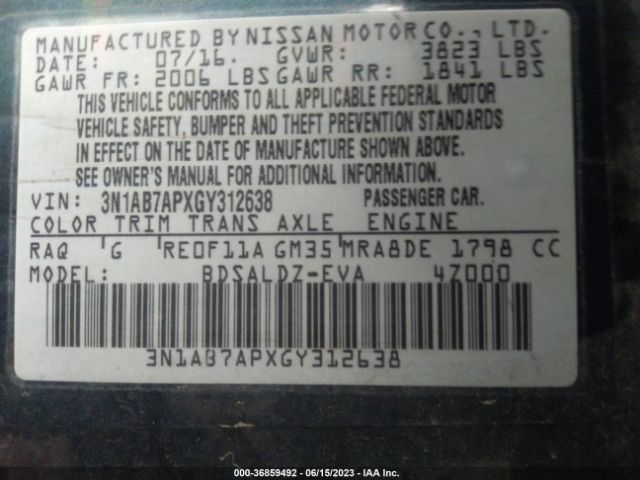 MANUFACTURED BY NISSAN MOTOR CO., LTD.
DATE: 07/16. GVWR: 3823 LBS
GAWR FR: 2006 LBS GAWR RR: 1841 LBS
THIS VEHICLE CONFORMS TO ALL APPLICABLE FEDERAL MOTOR
VEHICLE SAFETY, BUMPER AND THEFT PREVENTION STANDARDS
IN EFFECT ON THE DATE OF MANUFACTURE SHOWN ABOVE.
SEE OWNER'S MANUAL FOR ADDITIONAL INFORMATION.
VIN: 3N1AB7APXGY312638 PASSENGER CAR.
COLOR TRIM TRANS AXLE ENGINE
RAQ 'G RE0F11A GM35 MRA8DE 1798 CC
MODEL: BDSALDZ-EVA 4Z000
3N1AB7APXGY312638
000-36859492 - 06/15/2023 - IAA Inc.